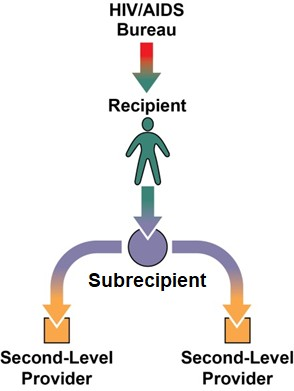 HIV/AIDS
Bureau
Recipient
Subrecipient
Second-Level
Provider
Second-Level
Provider